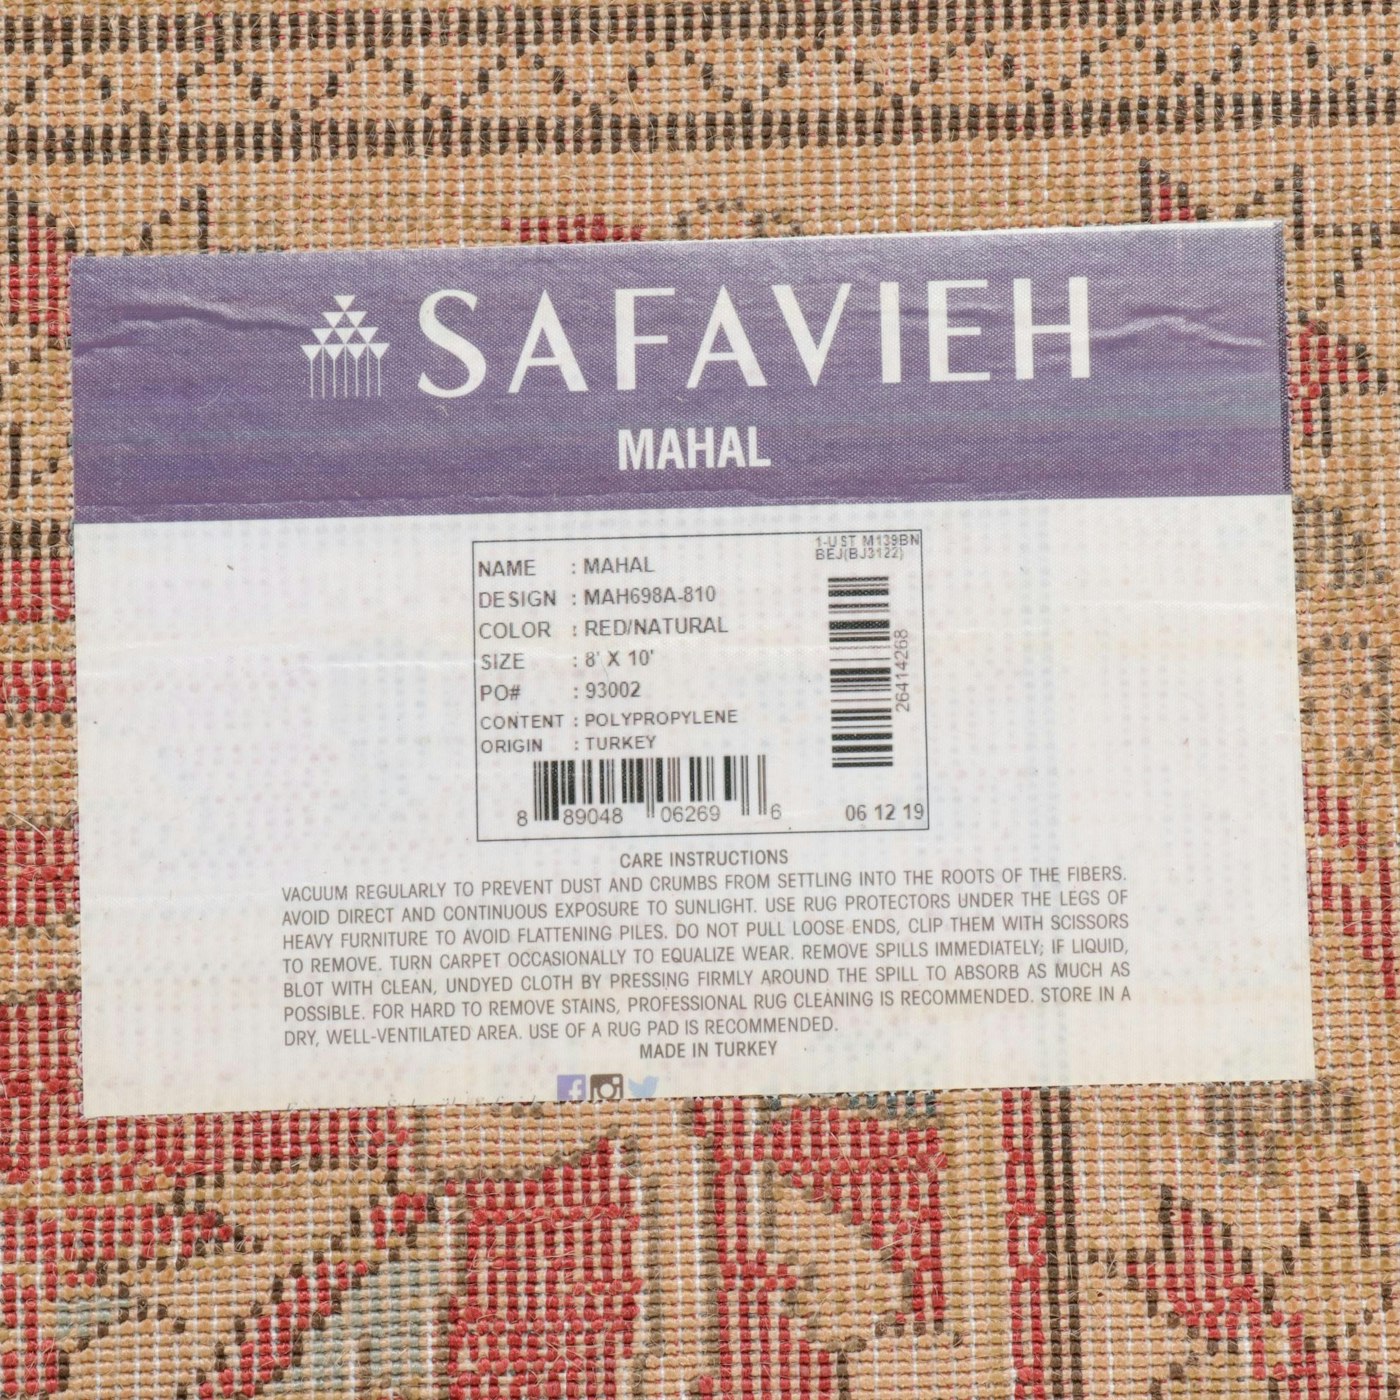 SAFAVIEH
MAHAL
1-UST M139BN
BEJ(BJ3122)
NAME : MAHAL
DESIGN : MAH698A-810
COLOR : RED/NATURAL
SIZE : 8' X 10'
PO# : 93002
CONTENT : POLYPROPYLENE
ORIGIN : TURKEY
26414268
8 89048 06269 6
06 12 19
CARE INSTRUCTIONS
VACUUM REGULARLY TO PREVENT DUST AND CRUMBS FROM SETTLING INTO THE ROOTS OF THE FIBERS.
AVOID DIRECT AND CONTINUOUS EXPOSURE TO SUNLIGHT. USE RUG PROTECTORS UNDER THE LEGS OF
HEAVY FURNITURE TO AVOID FLATTENING PILES. DO NOT PULL LOOSE ENDS, CLIP THEM WITH SCISSORS
TO REMOVE. TURN CARPET OCCASIONALLY TO EQUALIZE WEAR. REMOVE SPILLS IMMEDIATELY; IF LIQUID,
BLOT WITH CLEAN, UNDYED CLOTH BY PRESSING FIRMLY AROUND THE SPILL TO ABSORB AS MUCH AS
POSSIBLE. FOR HARD TO REMOVE STAINS, PROFESSIONAL RUG CLEANING IS RECOMMENDED. STORE IN A
DRY, WELL-VENTILATED AREA. USE OF A RUG PAD IS RECOMMENDED.
MADE IN TURKEY